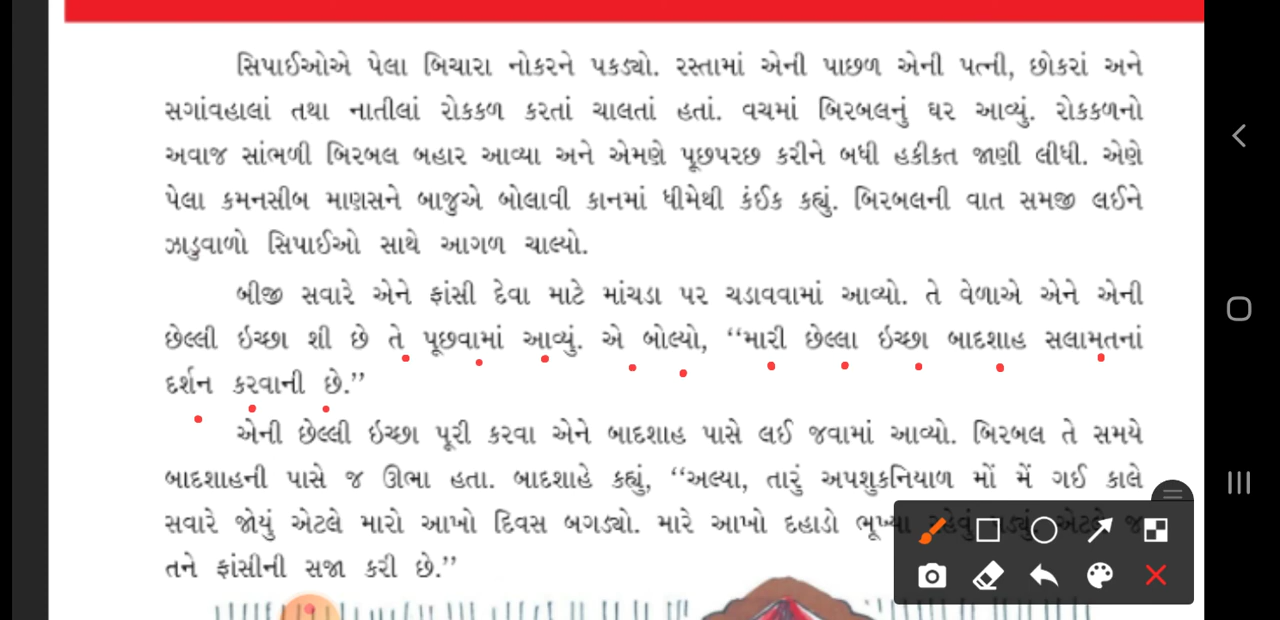 સિપાઈઓએ પેલા બિચારા નોકરને પકડ્યો. રસ્તામાં એની પાછળ એની પત્ની, છોકરાં અને
સગાંવહાલાં તથા નાતીલાં રોકકળ કરતાં ચાલતાં હતાં. વચમાં બિરબલનું ઘર આવ્યું. રોકકળનો
અવાજ સાંભળી બિરબલ બહાર આવ્યા અને એમણે પૂછપરછ કરીને બધી હકીકત જાણી લીધી. એણે
પેલા કમનસીબ માણસને બાજુએ બોલાવી કાનમાં ધીમેથી કંઈક કહ્યું. બિરબલની વાત સમજી લઈને
ઝાડુવાળો સિપાઈઓ સાથે આગળ ચાલ્યો.
બીજી સવારે એને ફાંસી દેવા માટે માંચડા પર ચડાવવામાં આવ્યો. તે વેળાએ એને એની
છેલ્લી ઇચ્છા શી છે તે પૂછવામાં આવ્યું. એ બોલ્યો, “મારી છેલ્લા ઇચ્છા બાદશાહ સલામતનાં
દર્શન કરવાની છે.”
એની છેલ્લી ઇચ્છા પૂરી કરવા એને બાદશાહ પાસે લઈ જવામાં આવ્યો. બિરબલ તે સમયે
બાદશાહની પાસે જ ઊભા હતા. બાદશાહે કહ્યું, “અલ્યા, તારું અપશુકનિયાળ મોં મેં ગઈ કાલે
સવારે જોયું એટલે મારો આખો દિવસ બગડ્યો. મારે આખો દહાડો ભૂખ્યા રહેવું પડ્યું એટલે જ
તને ફાંસીની સજા કરી છે.”